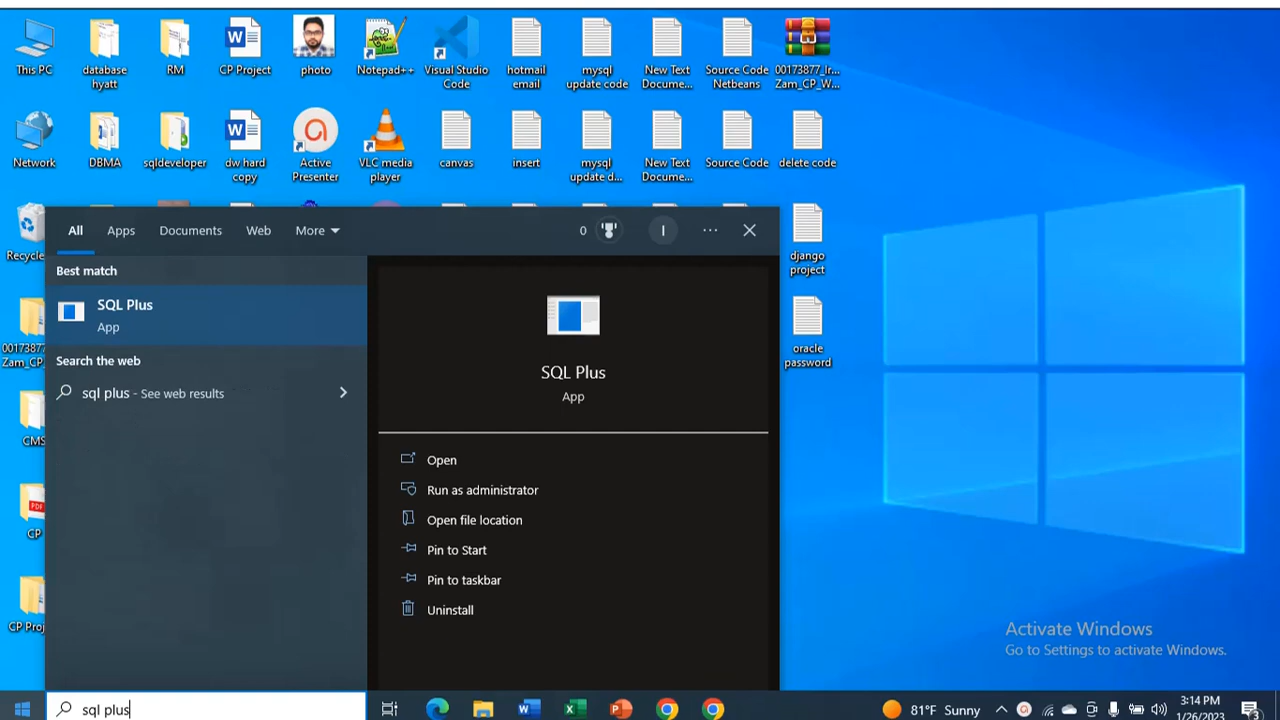 This PC
database
hyatt
RM
CP Project
photo
Notepad++
Visual Studio
Code
hotmail
email
mysql
update code
New Text
Docume...
Source Code
Netbeans
00173877_Ir...
Zam_CP_W...
Network
DBMA
sqldeveloper
dw hard
copy
Active
Presenter
VLC media
player
canvas
insert
mysql
update d...
New Text
Docume...
Source Code
delete code
Recycle
django
project
0017387
Zam_CP
oracle
password
CMS
PDF
CP
CP Proj
All
Apps
Documents
Web
More
0
I
Best match
SQL Plus
App
Search the web
sql plus - See web results
SQL Plus
App
Open
Run as administrator
Open file location
Pin to Start
Pin to taskbar
Uninstall
Activate Windows
Go to Settings to activate Windows.
sql plus
81°F Sunny
3:14 PM
1/26/2023
3